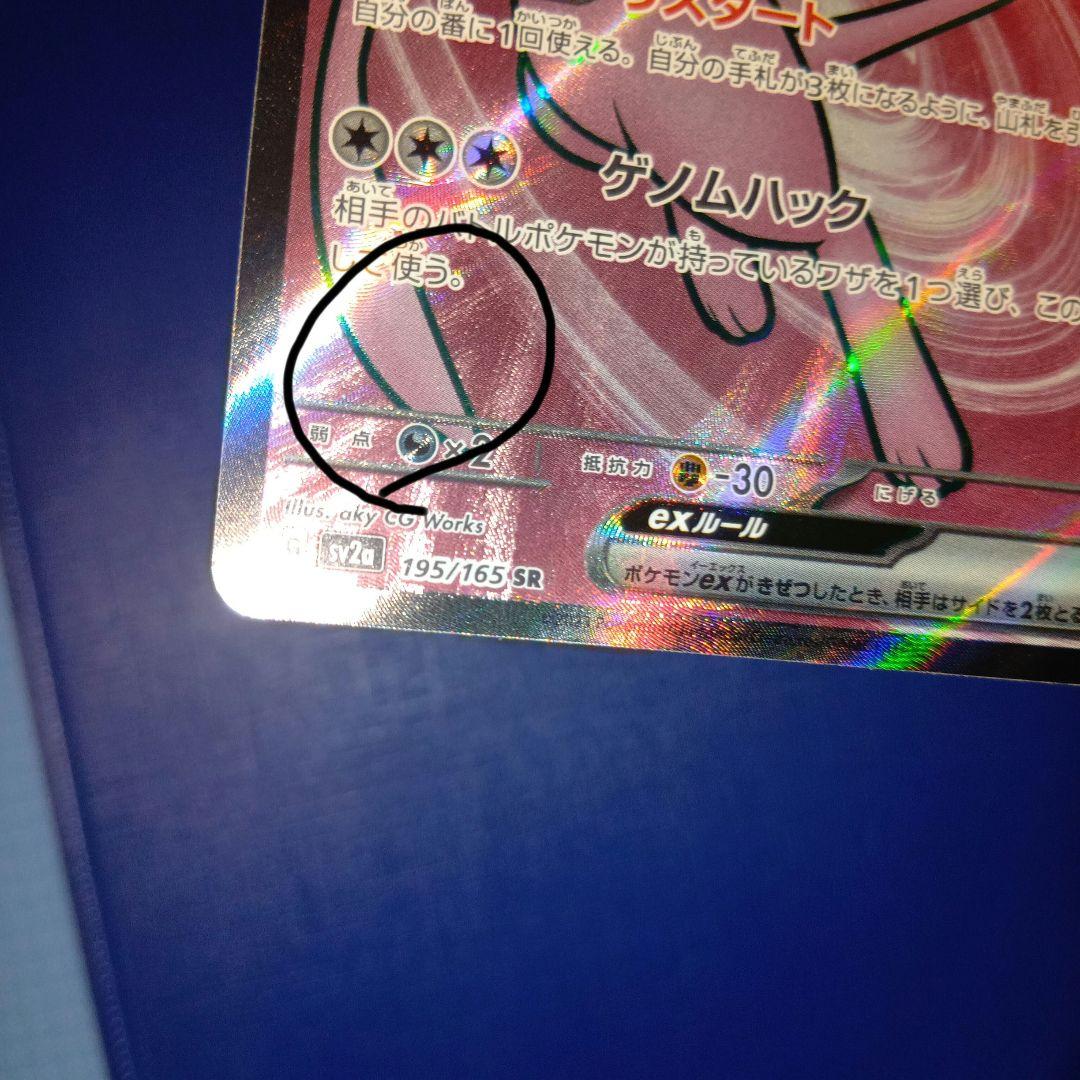 スタート
自分の番に1回使える。自分の手札が3枚になるように、山札を引
ゲノムハック
相手のバトルポケモンが持っているワザを1つ選び、この
して使う。
弱点 ×2 抵抗力 -30 にげる
Illus. aky CG Works
exルール
G sv2a 195/165 SR
ポケモンexがきぜつしたとき、相手はサイドを2枚とる